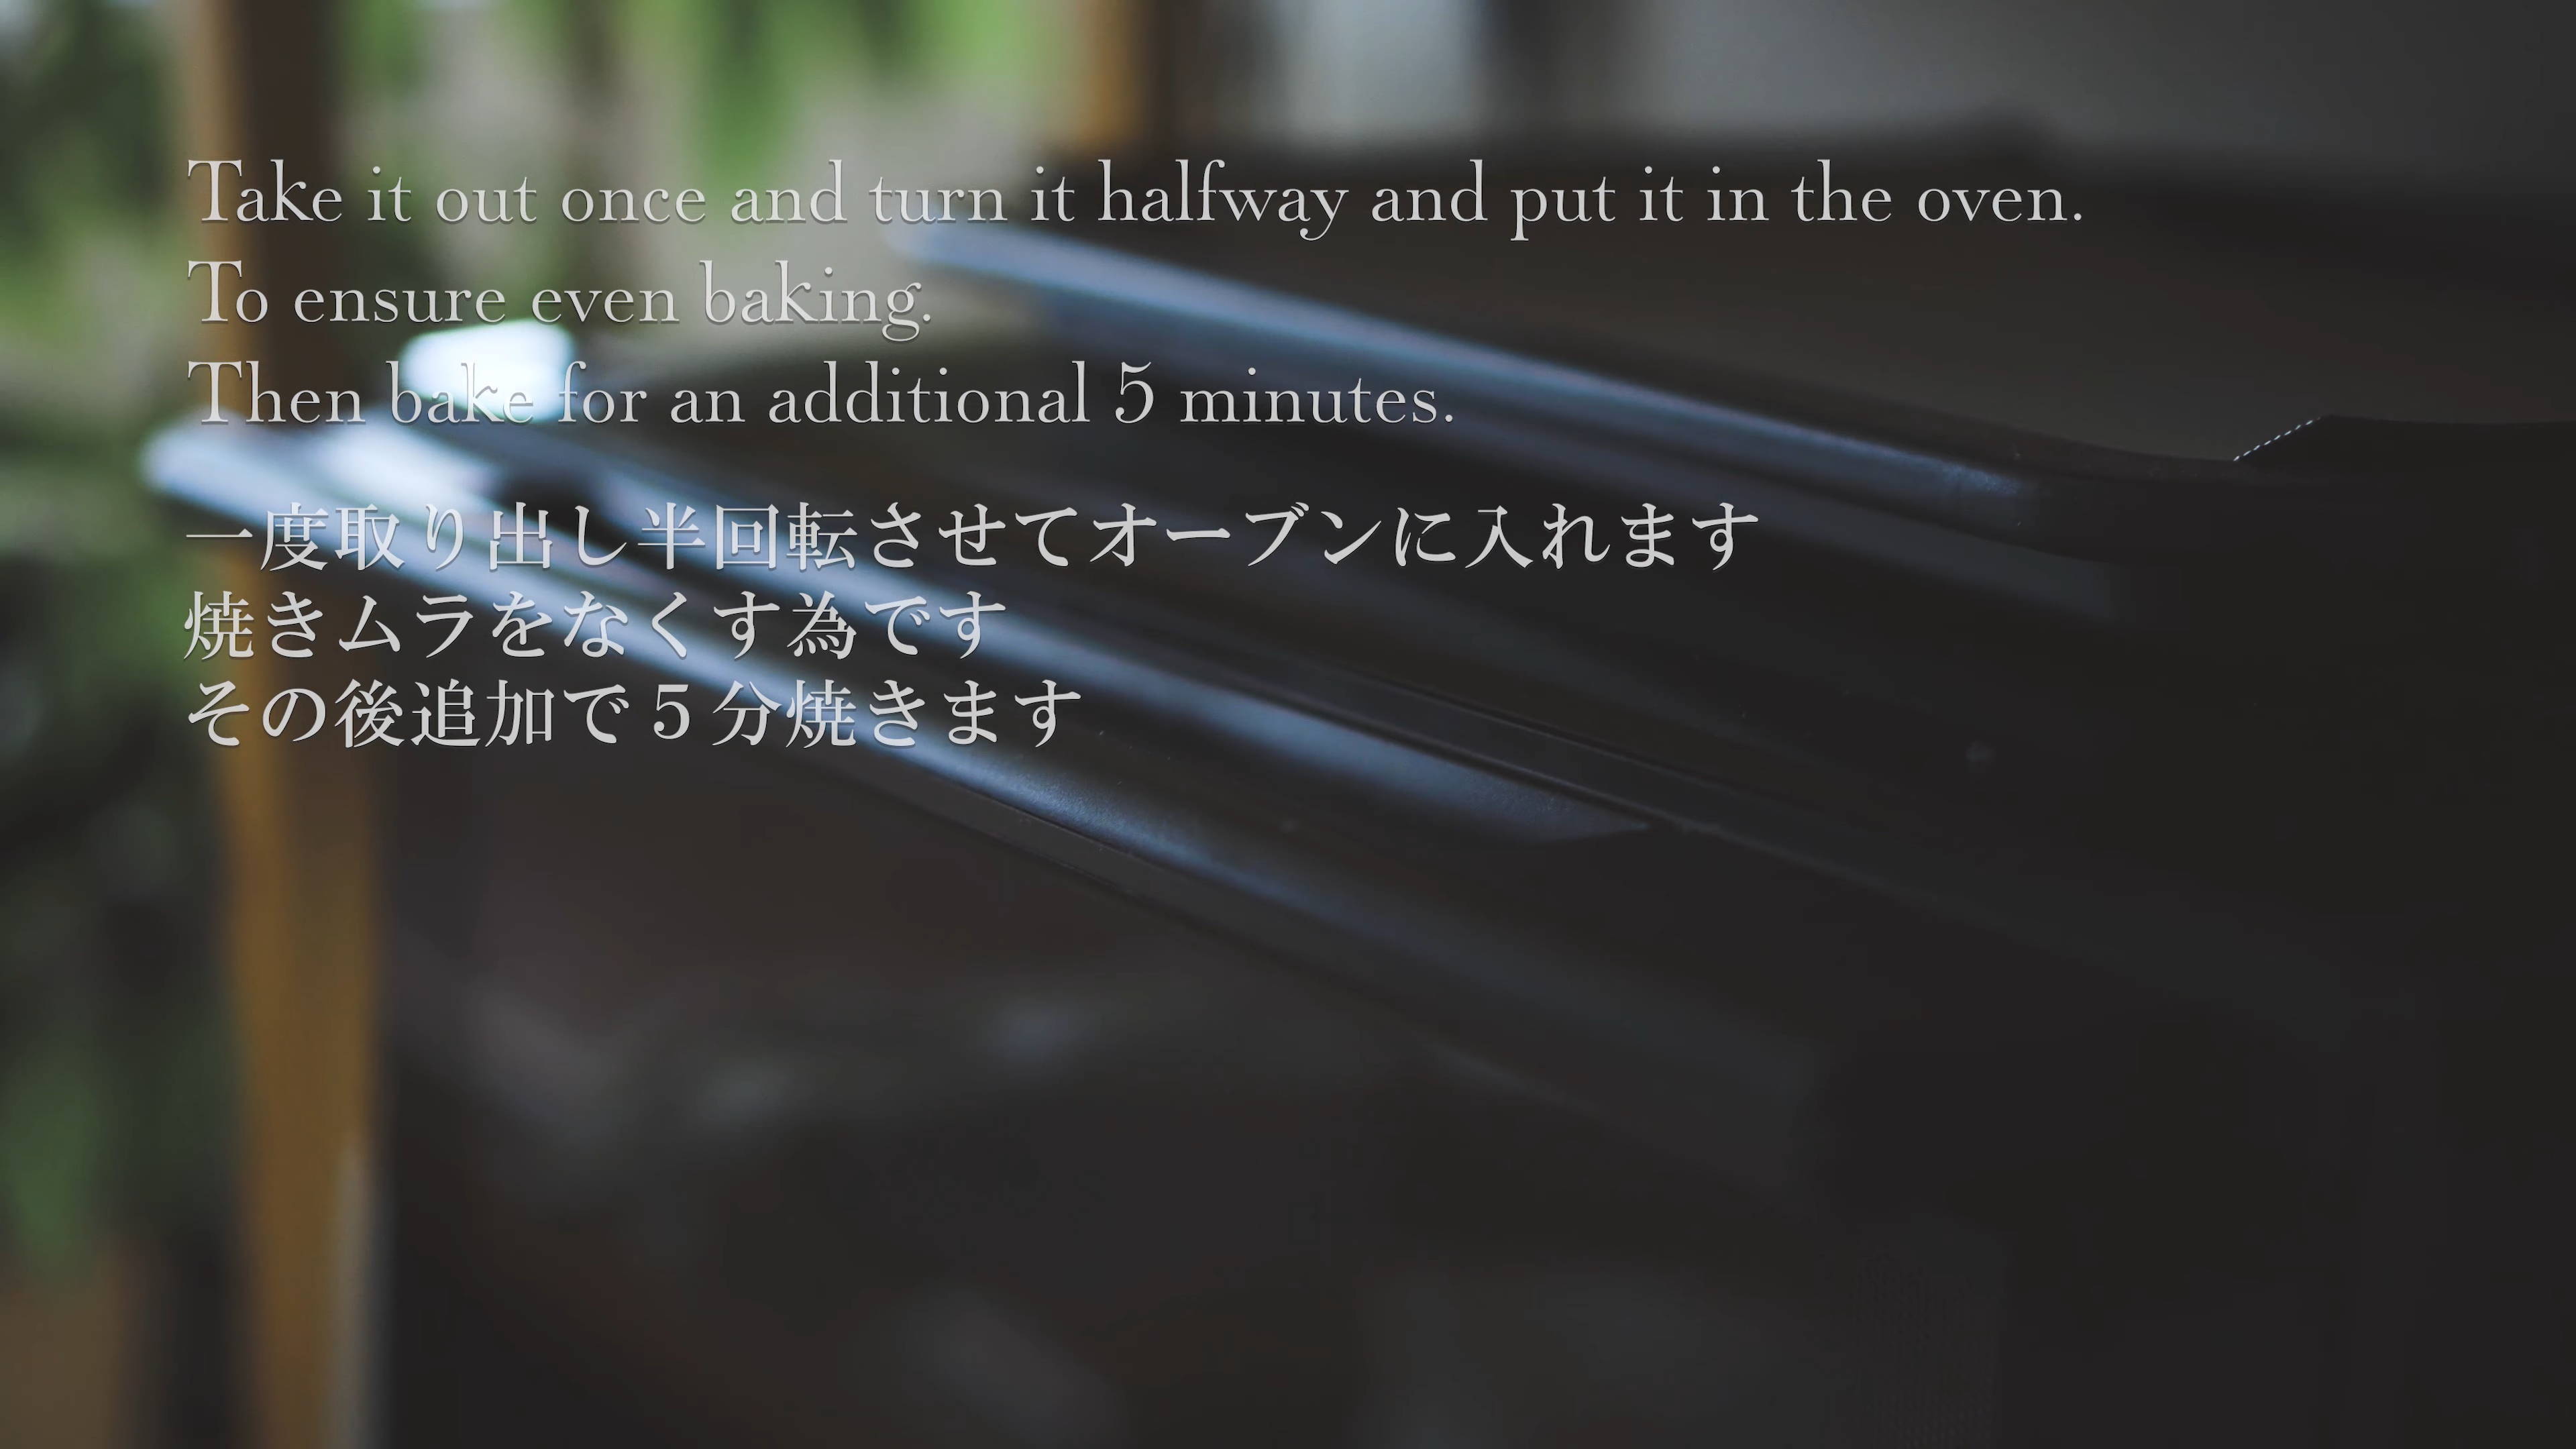 Take it out once and turn it halfway and put it in the oven.
To ensure even baking.
Then bake for an additional 5 minutes.
一度取り出し半回転させてオーブンに入れます
焼きムラをなくす為です
その後追加で５分焼きます